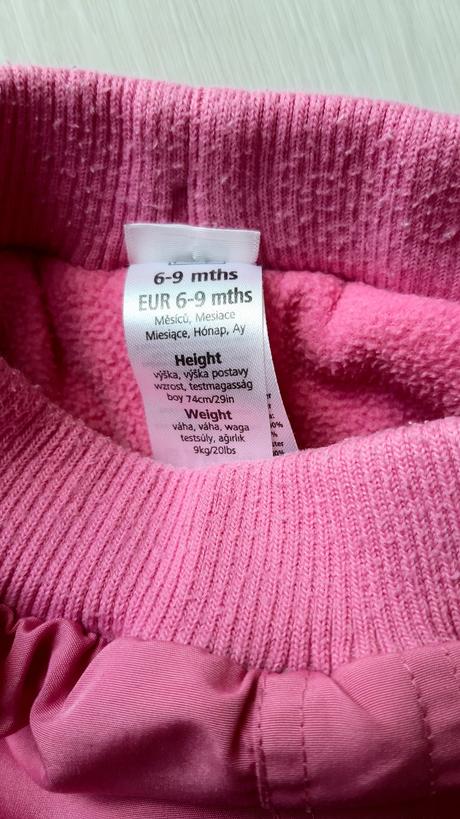 6-9 mths
EUR 6-9 mths
Měsíců, Mesiace
Miesiące, Hónap, Ay
Height
výška, výška postavy
wzrost, testmagasság
boy 74cm/29in
Weight
váha, váha, waga
testsúly, ağırlık
9kg/20lbs